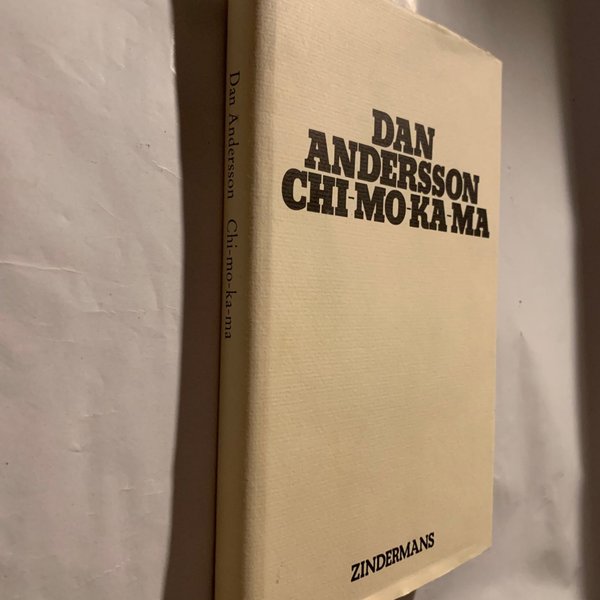 Dan Andersson Chi-mo-ka-ma
DAN
ANDERSSON
CHI-MO-KA-MA
ZINDERMANS